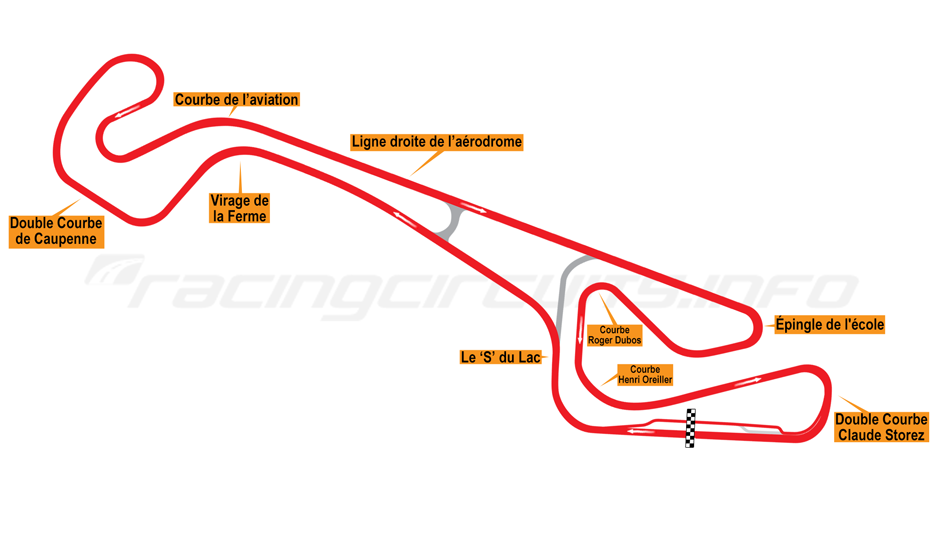 Courbe de l’aviation
Ligne droite de l’aérodrome
Virage de
la Ferme
Double Courbe
de Caupenne
racingcircuits.info
Épingle de l'école
Courbe
Roger Dubos
Le ‘S’ du Lac
Courbe
Henri Oreiller
Double Courbe
Claude Storez